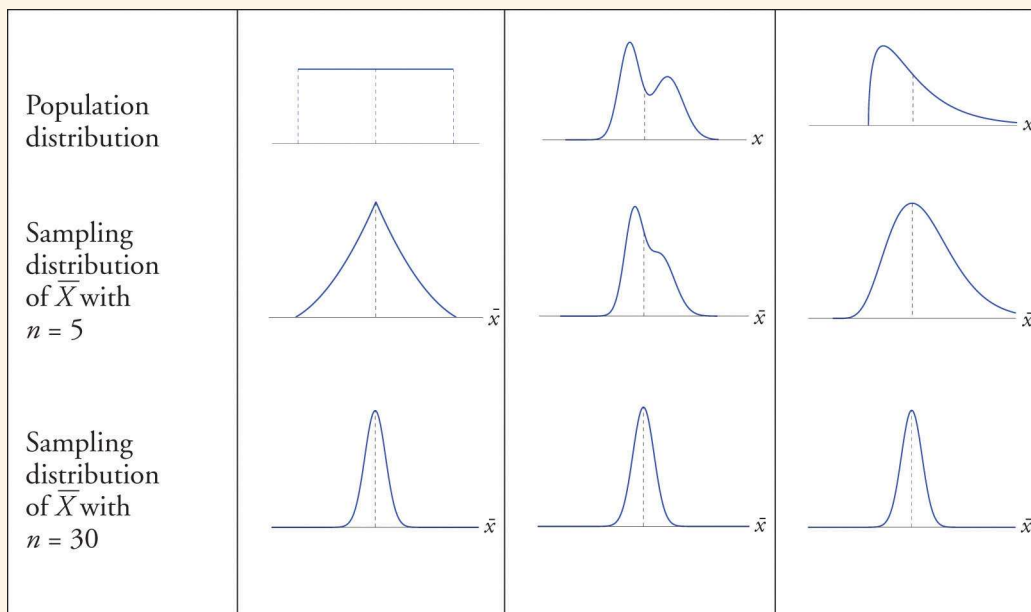 Population
distribution
x
x
Sampling
distribution
of X̅ with
n = 5
x̄
x̄
x̄
Sampling
distribution
of X̅ with
n = 30
x̄
x̄
x̄